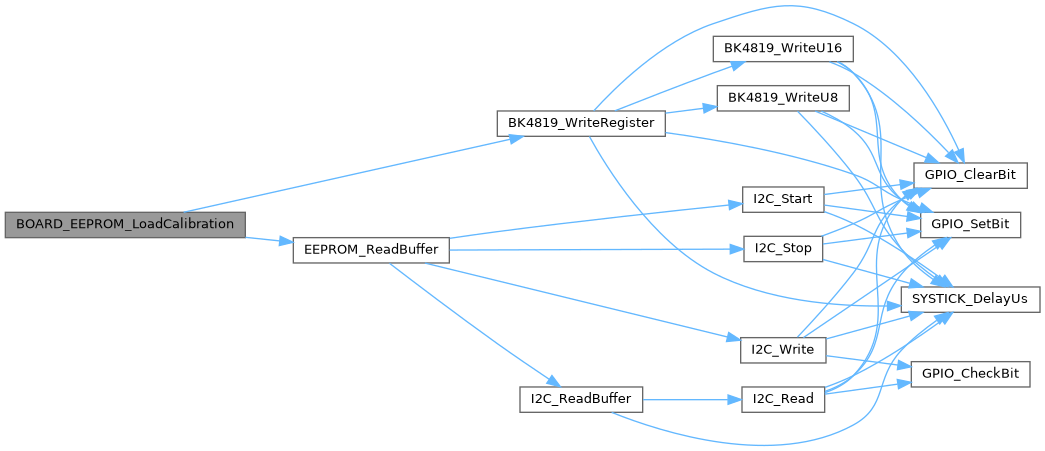 BOARD_EEPROM_LoadCalibration
BK4819_WriteRegister
EEPROM_ReadBuffer
BK4819_WriteU16
BK4819_WriteU8
I2C_Start
I2C_Stop
I2C_Write
I2C_ReadBuffer
I2C_Read
GPIO_ClearBit
GPIO_SetBit
SYSTICK_DelayUs
GPIO_CheckBit